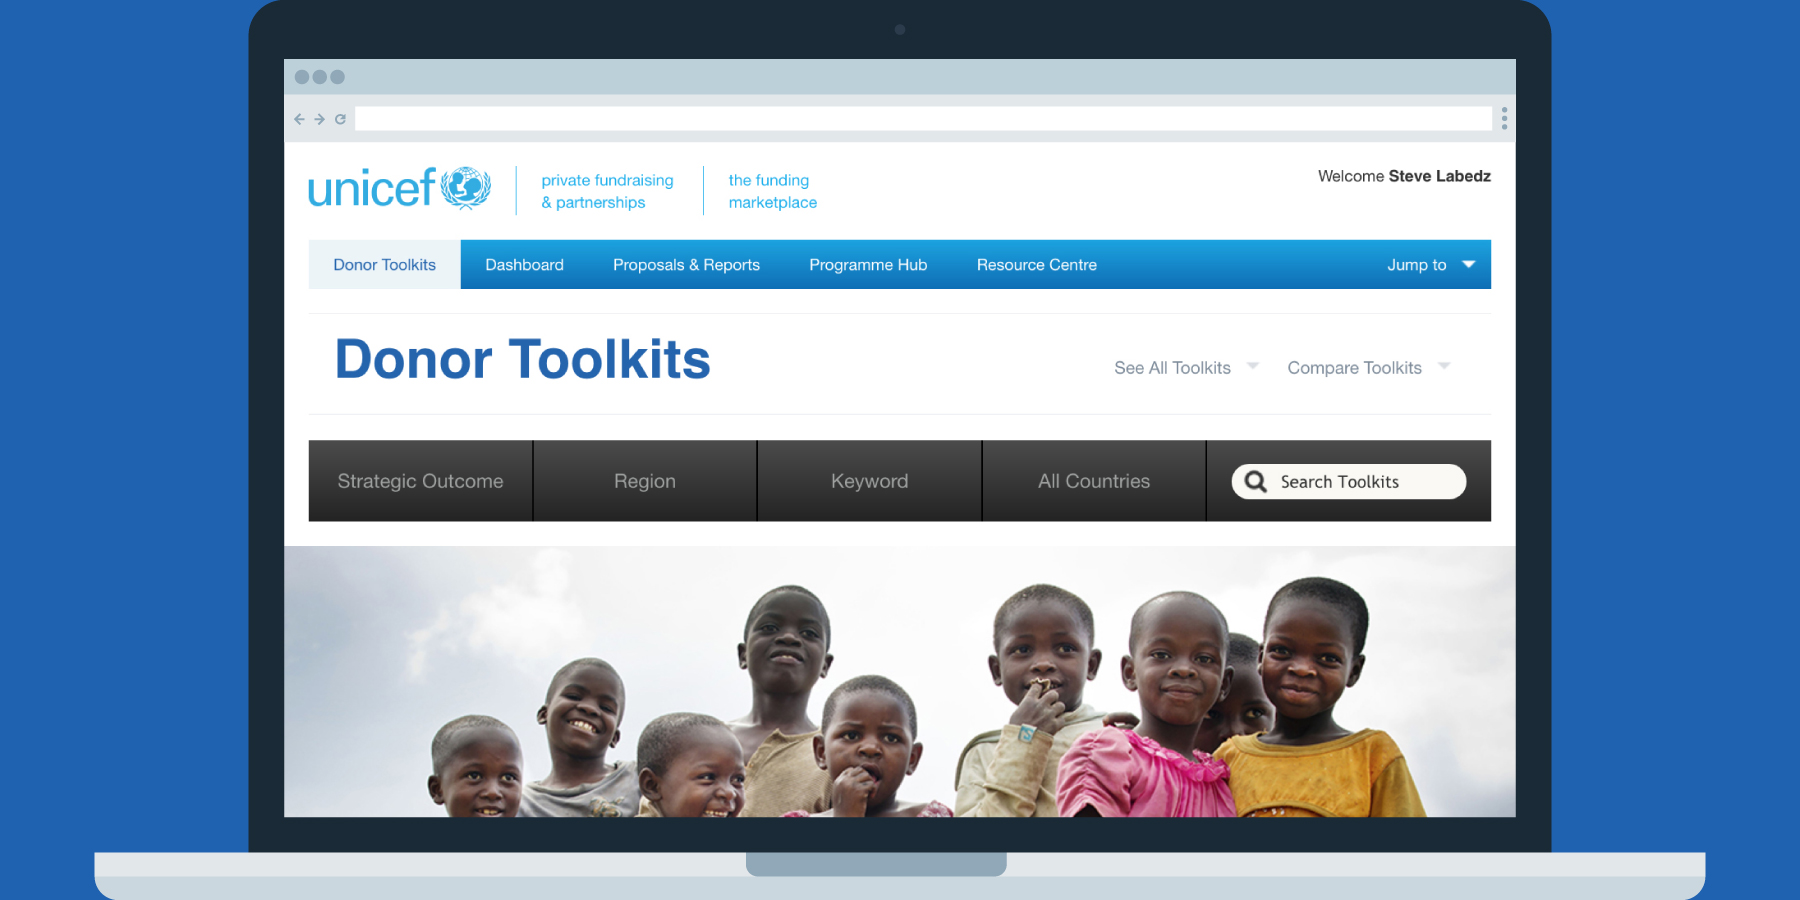 unicef
private fundraising
& partnerships
the funding
marketplace
Welcome Steve Labedz
Donor Toolkits
Dashboard
Proposals & Reports
Programme Hub
Resource Centre
Jump to
Donor Toolkits
See All Toolkits
Compare Toolkits
Strategic Outcome
Region
Keyword
All Countries
Search Toolkits